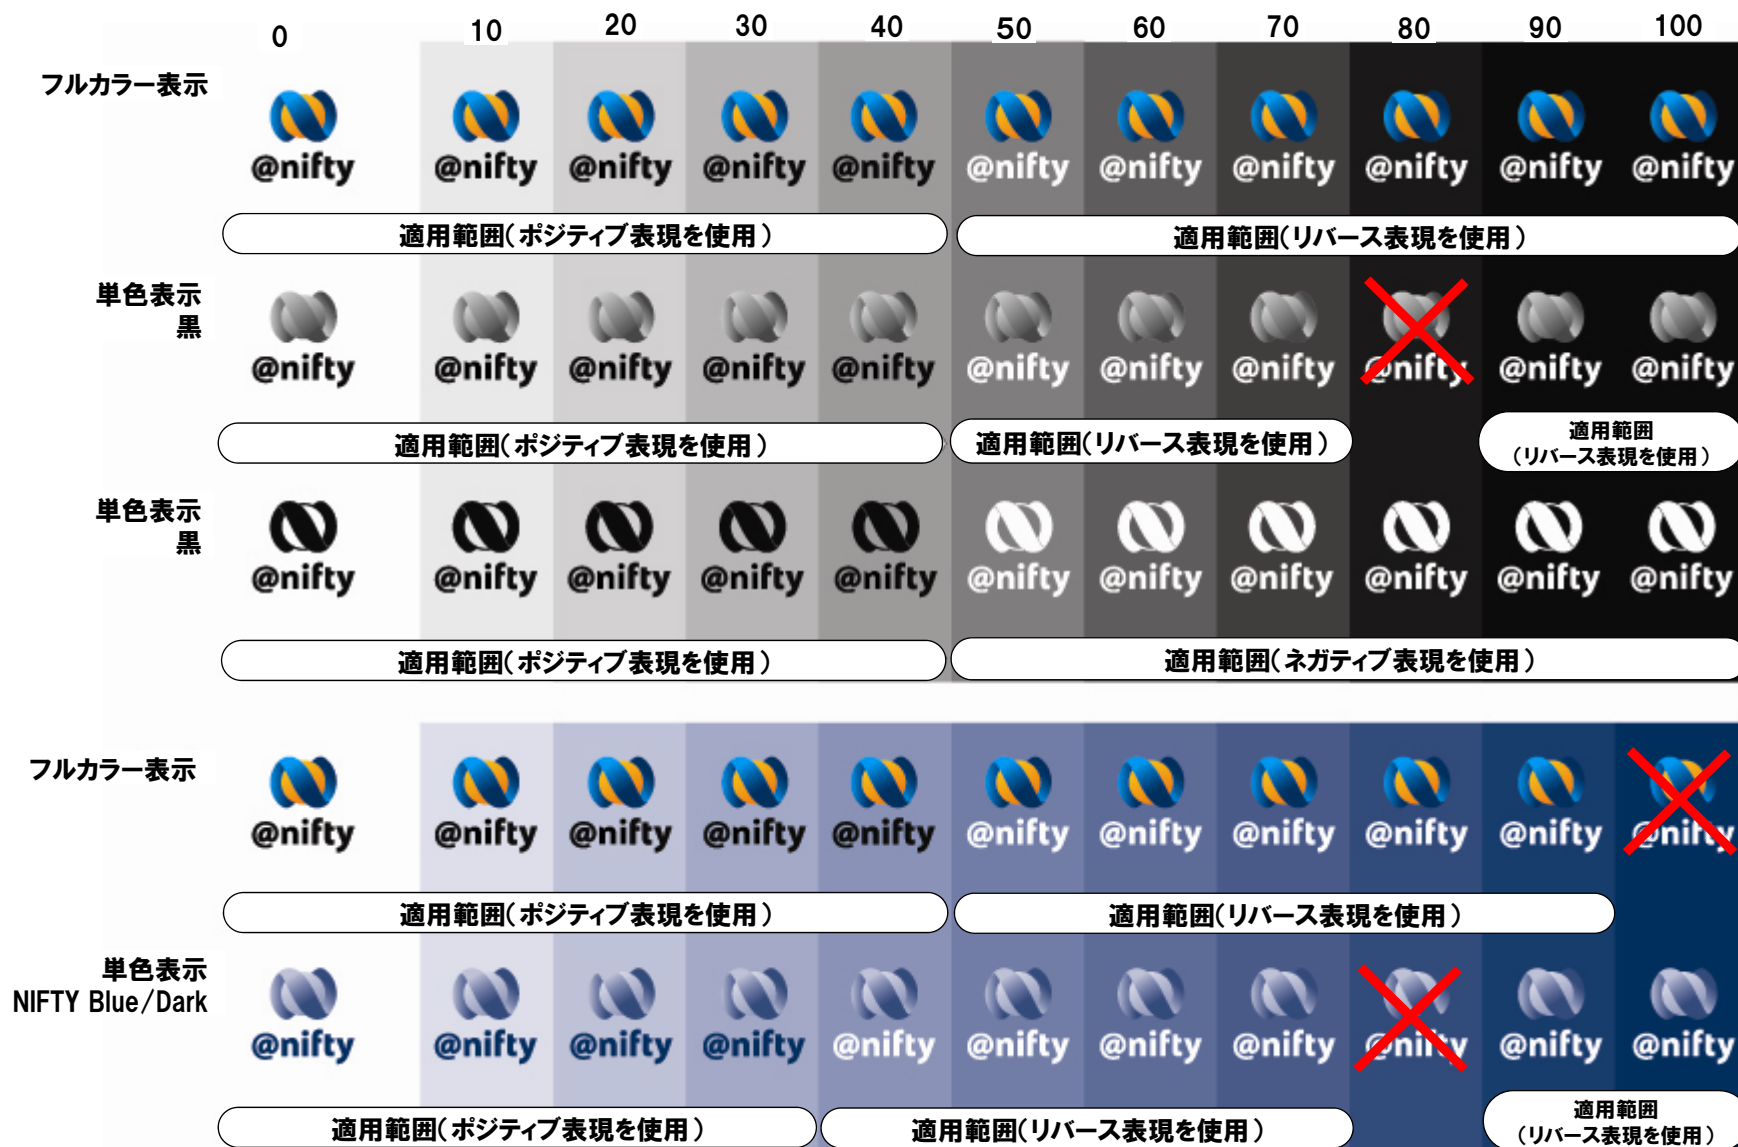 0 10 20 30 40 50 60 70 80 90 100
フルカラー表示
@nifty @nifty @nifty @nifty @nifty @nifty @nifty @nifty @nifty @nifty @nifty
適用範囲(ポジティブ表現を使用) 適用範囲(リバース表現を使用)
単色表示
黒
@nifty @nifty @nifty @nifty @nifty @nifty @nifty @nifty @nifty @nifty @nifty
適用範囲(ポジティブ表現を使用) 適用範囲(リバース表現を使用) 適用範囲
(リバース表現を使用)
単色表示
黒
@nifty @nifty @nifty @nifty @nifty @nifty @nifty @nifty @nifty @nifty @nifty
適用範囲(ポジティブ表現を使用) 適用範囲(ネガティブ表現を使用)
フルカラー表示
@nifty @nifty @nifty @nifty @nifty @nifty @nifty @nifty @nifty @nifty @nifty
適用範囲(ポジティブ表現を使用) 適用範囲(リバース表現を使用)
単色表示
NIFTY Blue/Dark
@nifty @nifty @nifty @nifty @nifty @nifty @nifty @nifty @nifty @nifty @nifty
適用範囲(ポジティブ表現を使用) 適用範囲(リバース表現を使用) 適用範囲
(リバース表現を使用)